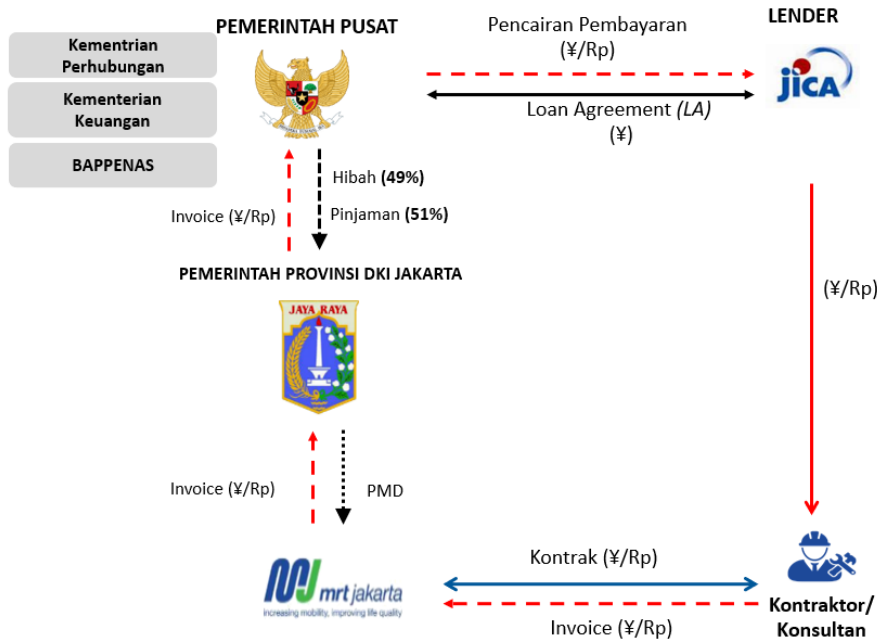 PEMERINTAH PUSAT
LENDER
Kementrian
Perhubungan
Kementerian
Keuangan
BAPPENAS
Pencairan Pembayaran
(¥/Rp)
JICA
Loan Agreement (LA)
(¥)
Hibah (49%)
Invoice (¥/Rp)
Pinjaman (51%)
PEMERINTAH PROVINSI DKI JAKARTA
(¥/Rp)
JAYA RAYA
Invoice (¥/Rp)
PMD
Kontrak (¥/Rp)
mrt jakarta
increasing mobility, improving life quality
Kontraktor/
Konsultan
Invoice (¥/Rp)